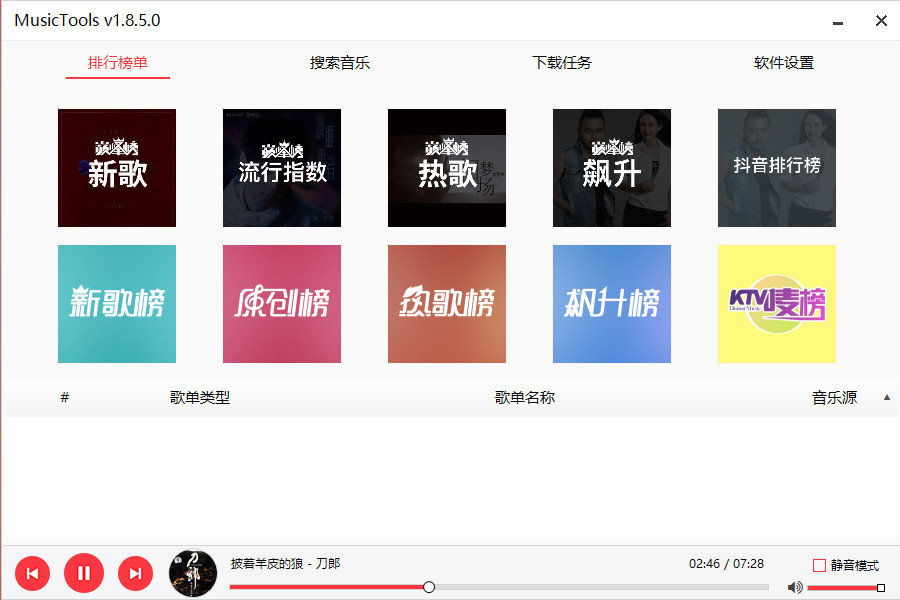 MusicTools v1.8.5.0
排行榜单
搜索音乐
下载任务
软件设置
巅峰榜
新歌
巅峰榜
流行指数
巅峰榜
热歌
巅峰榜
飙升
抖音排行榜
新歌榜
原创榜
热歌榜
飙升榜
KTV唛榜
# 歌单类型 歌单名称 音乐源
刀郎
披着羊皮的狼 - 刀郎
02:46 / 07:28
静音模式